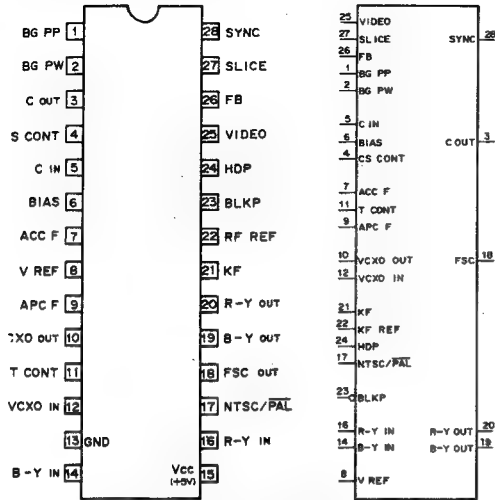 BG PP 1
BG PW 2
C OUT 3
S CONT 4
C IN 5
BIAS 6
ACC F 7
V REF 8
APC F 9
CXO OUT 10
T CONT 11
VCXO IN 12
13 GND
B-Y IN 14
28 SYNC
27 SLICE
26 FB
25 VIDEO
24 HDP
23 BLKP
22 RF REF
21 KF
20 R-Y OUT
19 B-Y OUT
18 FSC OUT
17 NTSC/PAL
16 R-Y IN
Vcc 15
(+5V)
25 VIDEO
27 SLICE
26 FB
1 BG PP
2 BG PW
5 C IN
6 BIAS
4 CS CONT
7 ACC F
11 T CONT
9 APC F
10 VCXO OUT
12 VCXO IN
21 KF
22 KF REF
24 HDP
17 NTSC/PAL
23 BLKP
16 R-Y IN
14 B-Y IN
8 V REF
SYNC 28
C OUT 3
FSC 18
R-Y OUT 20
B-Y OUT 19